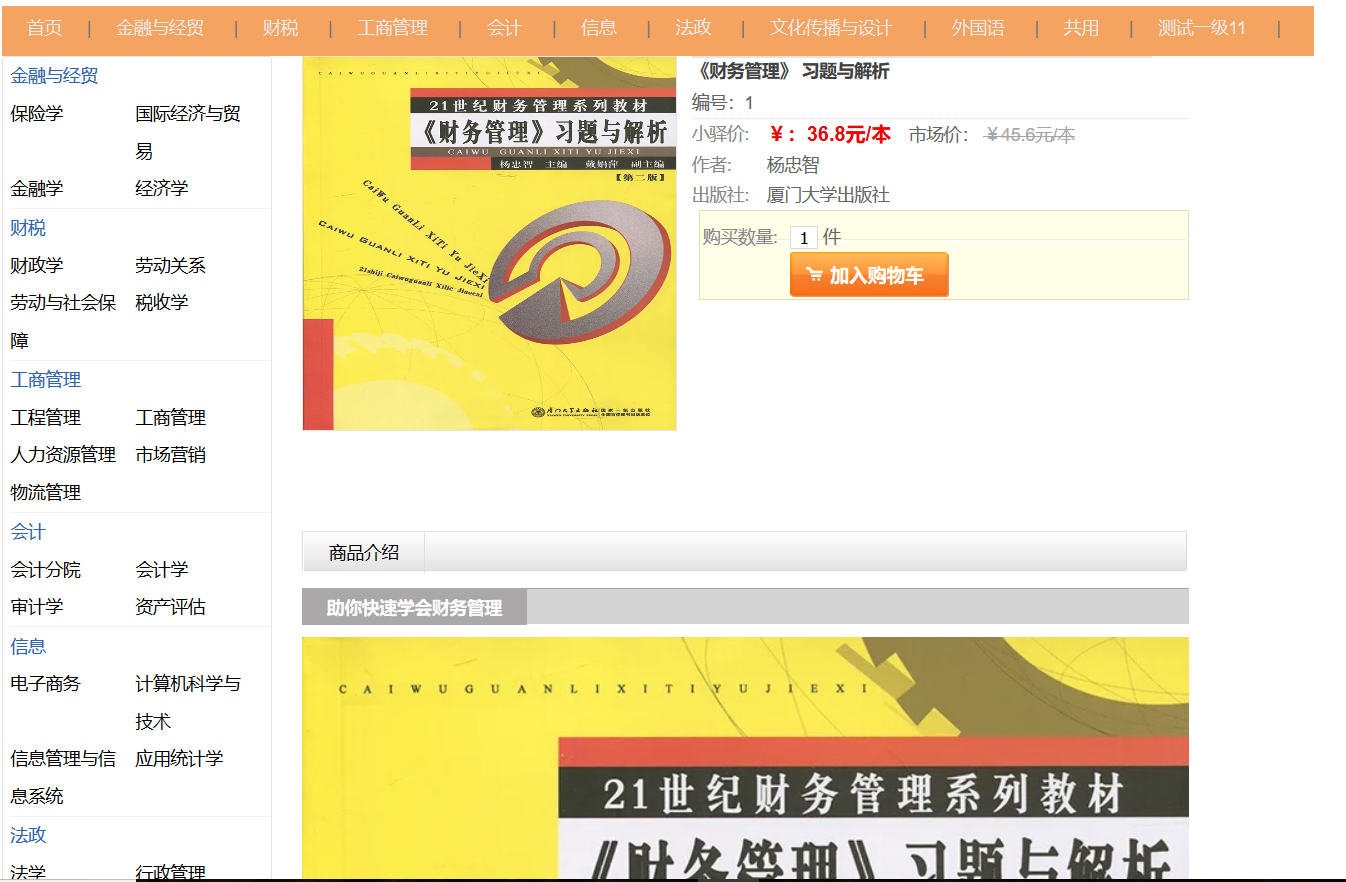 首页 | 金融与经贸 | 财税 | 工商管理 | 会计 | 信息 | 法政 | 文化传播与设计 | 外国语 | 共用 | 测试一级11 |
金融与经贸
保险学 国际经济与贸
易
金融学 经济学
财税
财政学 劳动关系
劳动与社会保 税收学
障
工商管理
工程管理 工商管理
人力资源管理 市场营销
物流管理
会计
会计分院 会计学
审计学 资产评估
信息
电子商务 计算机科学与
技术
信息管理与信 应用统计学
息系统
法政
法学 行政管理
CAIWUGUANLIXITIYUJIEXI
21世纪财务管理系列教材
《财务管理》习题与解析
CAIWU GUANLI XITI YU JIEXI
杨忠智 主编 戴娟萍 副主编
【第二版】
CaiWu GuanLi XiTi Yu JieXi
CAIWU GUANLI XITI YU JIEXI
21shiji Caiwuguanli Xilie Jiaocai
厦门大学出版社
《财务管理》 习题与解析
编号：1
小驿价: ¥： 36.8元/本 市场价: ¥45.6元/本
作者: 杨忠智
出版社: 厦门大学出版社
购买数量: 1 件
加入购物车
商品介绍
助你快速学会财务管理
CAIWUGUANLIXITIYUJIEXI
21世纪财务管理系列教材
《财务管理》习题与解析